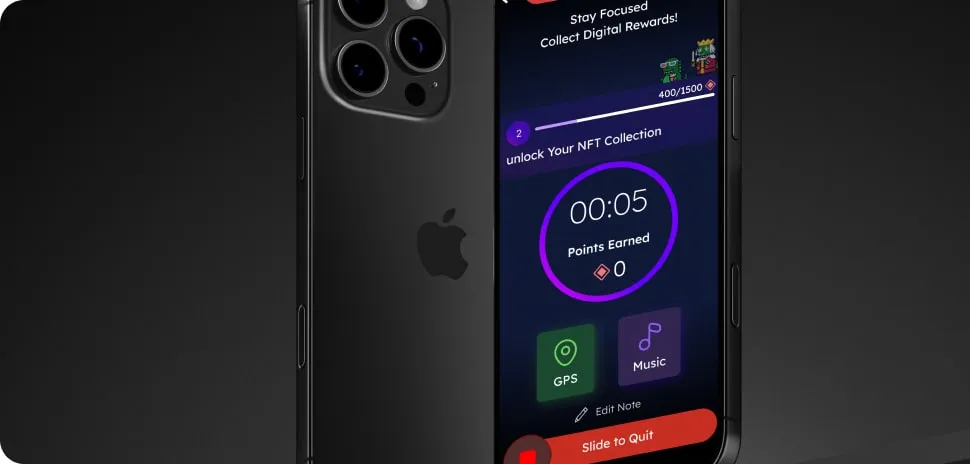 Stay Focused
Collect Digital Rewards!
400/1500
2
unlock Your NFT Collection
00:05
Points Earned
0
GPS
Music
Edit Note
Slide to Quit